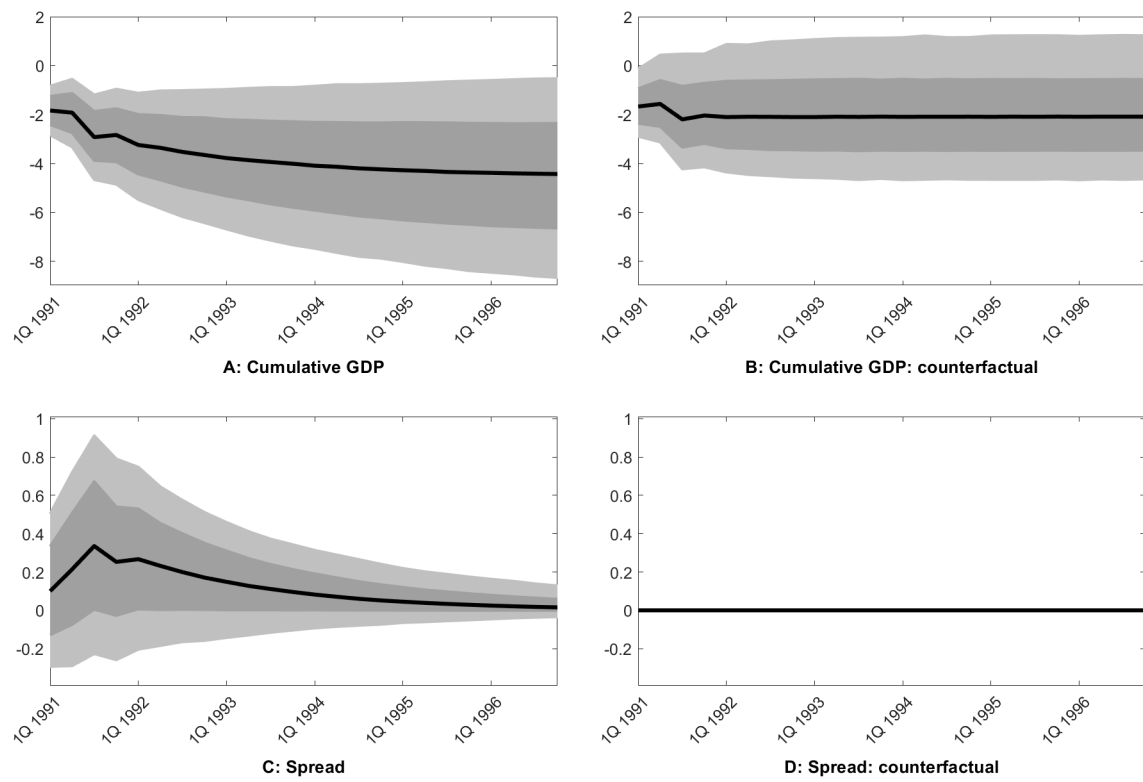 2
0
-2
-4
-6
-8
1Q 1991
1Q 1992
1Q 1993
1Q 1994
1Q 1995
1Q 1996
A: Cumulative GDP
2
0
-2
-4
-6
-8
1Q 1991
1Q 1992
1Q 1993
1Q 1994
1Q 1995
1Q 1996
B: Cumulative GDP: counterfactual
1
0.8
0.6
0.4
0.2
0
-0.2
1Q 1991
1Q 1992
1Q 1993
1Q 1994
1Q 1995
1Q 1996
C: Spread
1
0.8
0.6
0.4
0.2
0
-0.2
1Q 1991
1Q 1992
1Q 1993
1Q 1994
1Q 1995
1Q 1996
D: Spread: counterfactual